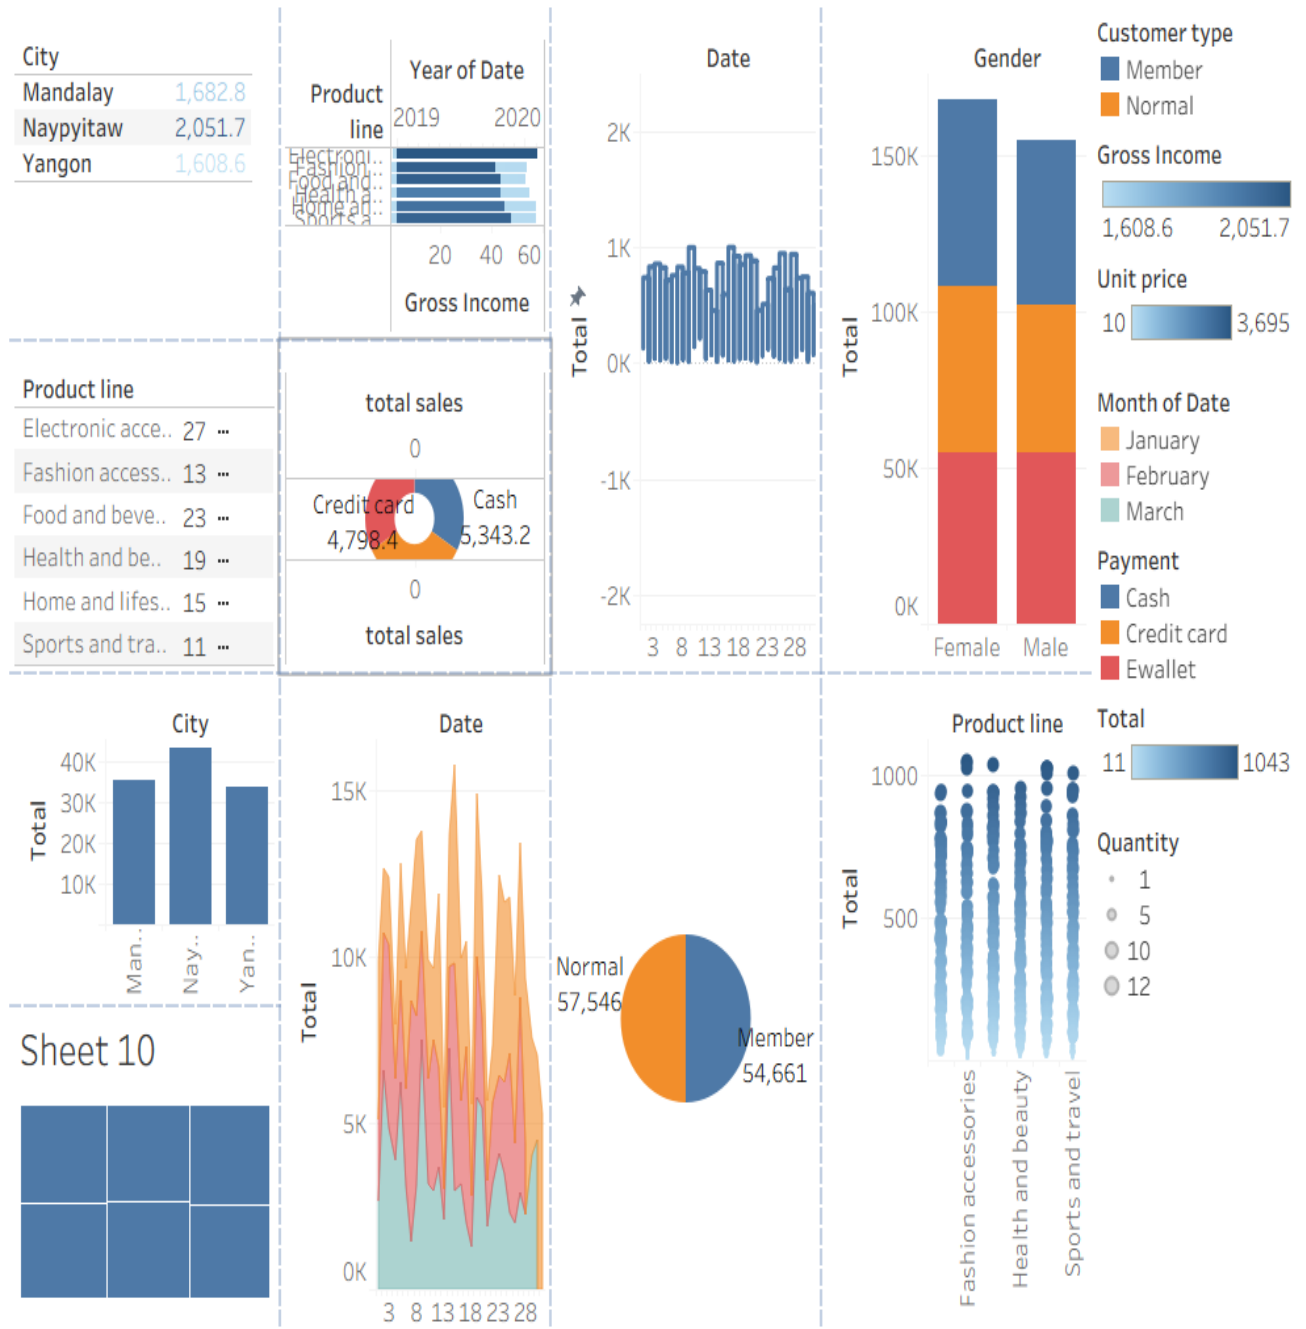 City
Mandalay 1,682.8
Naypyitaw 2,051.7
Yangon 1,608.6
Year of Date
Product
line
2019 2020
Electroni..
Fashion ..
Food and..
Health a..
Home an..
Sports a..
20 40 60
Gross Income
Date
2K
1K
0K
-1K
-2K
Total
3 8 13 18 23 28
Gender
150K
100K
50K
0K
Total
Female Male
Customer type
Member
Normal
Gross Income
1,608.6 2,051.7
Unit price
10 3,695
Month of Date
January
February
March
Payment
Cash
Credit card
Ewallet
Total
11 1043
Quantity
1
5
10
12
Product line
Electronic acce.. 27 ...
Fashion access.. 13 ...
Food and beve.. 23 ...
Health and be.. 19 ...
Home and lifes.. 15 ...
Sports and tra.. 11 ...
total sales
0
Credit card
4,798.4
Cash
5,343.2
0
total sales
City
40K
30K
20K
10K
Total
Man..
Nay..
Yan..
Date
15K
10K
5K
0K
Total
3 8 13 18 23 28
Normal
57,546
Member
54,661
Product line
1000
500
Total
Fashion accessories
Health and beauty
Sports and travel
Sheet 10